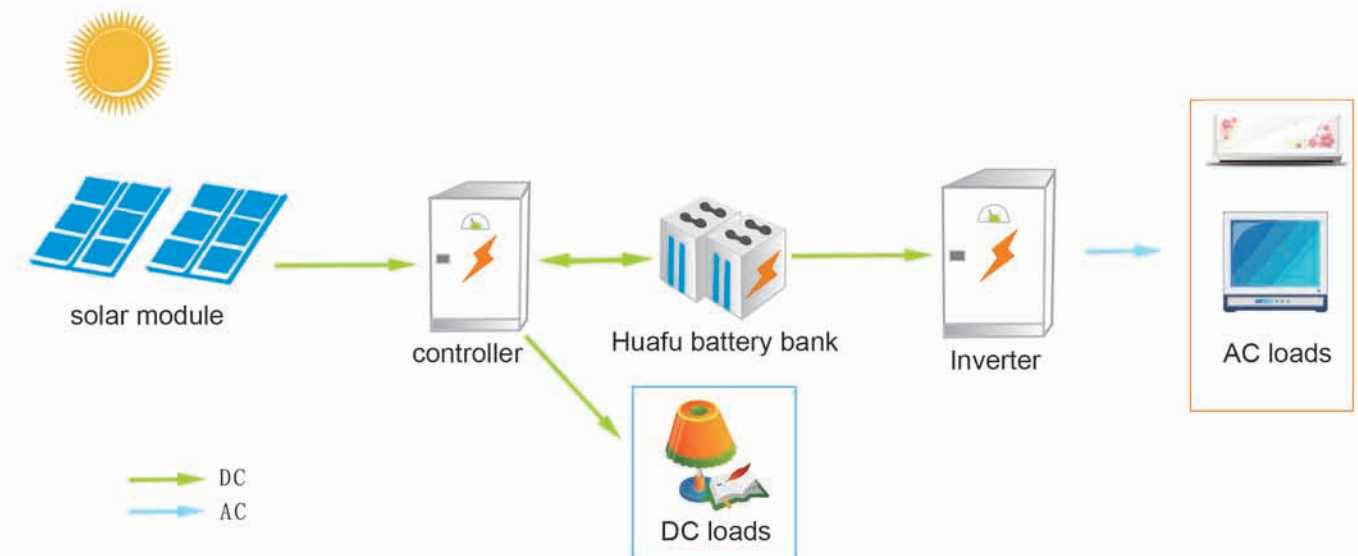 solar module
controller
Huafu battery bank
Inverter
AC loads
DC loads
DC
AC